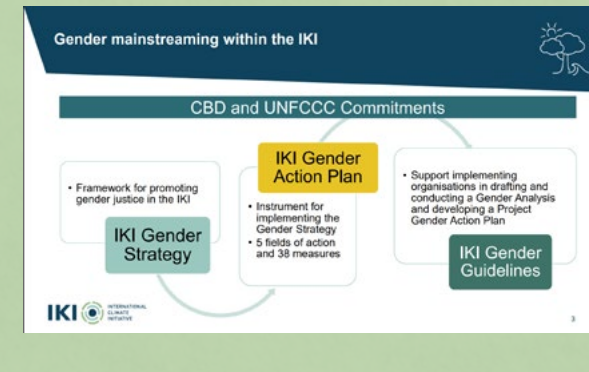 Gender mainstreaming within the IKI
CBD and UNFCCC Commitments
• Framework for promoting
gender justice in the IKI
IKI Gender
Strategy
IKI Gender
Action Plan
• Instrument for
implementing the
Gender Strategy
• 5 fields of action
and 38 measures
• Support implementing
organisations in drafting and
conducting a Gender Analysis
and developing a Project
Gender Action Plan
IKI Gender
Guidelines
IKI
INTERNATIONAL
CLIMATE
INITIATIVE
3